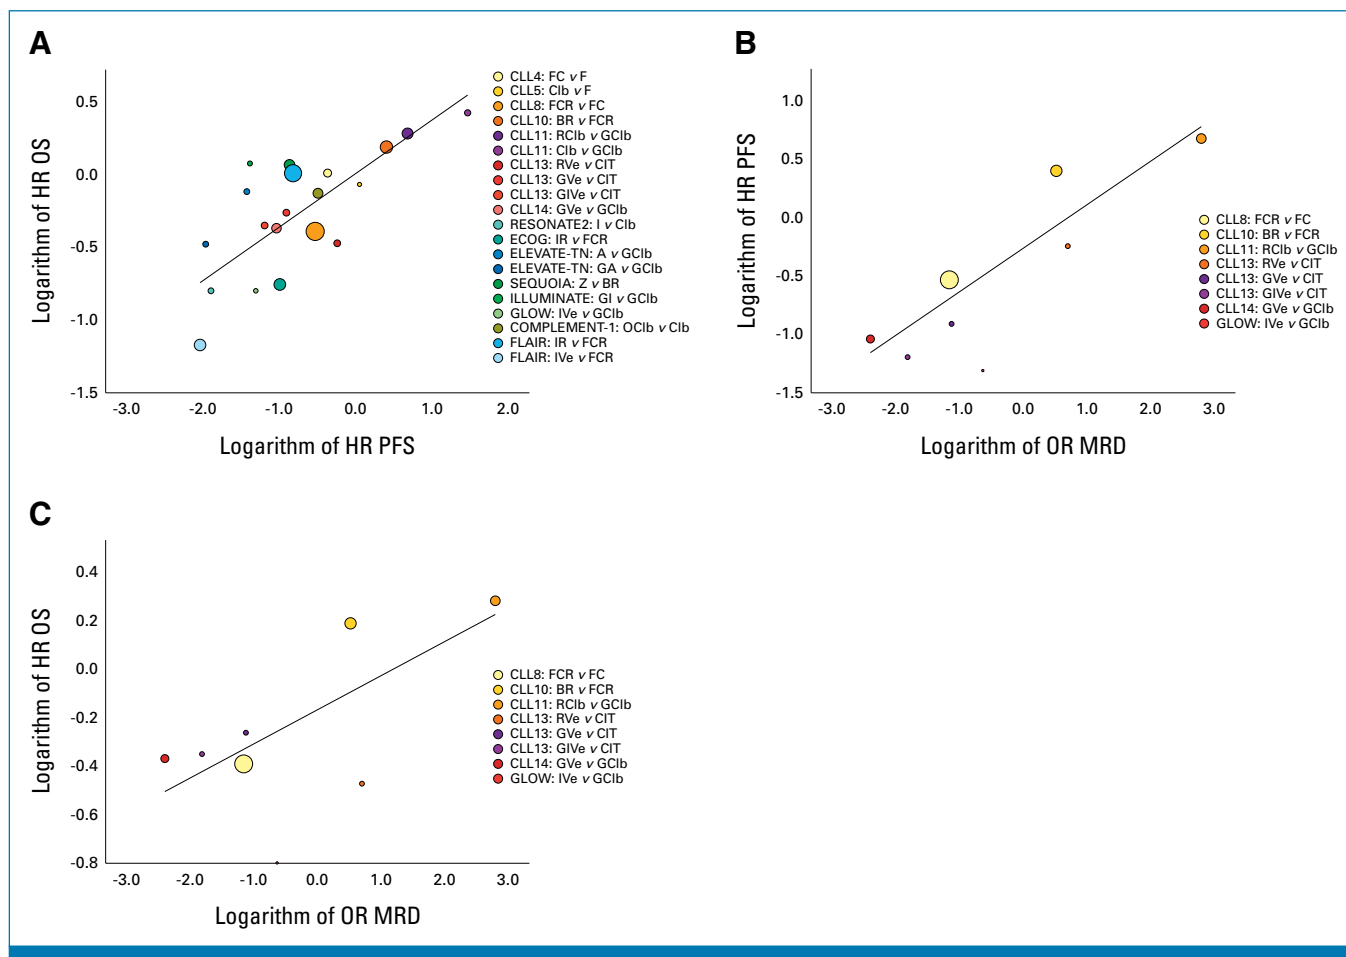 A
Logarithm of HR OS
0.5
0.0
-0.5
-1.0
-1.5
-3.0 -2.0 -1.0 0.0 1.0 2.0
Logarithm of HR PFS
CLL4: FC v F
CLL5: Clb v F
CLL8: FCR v FC
CLL10: BR v FCR
CLL11: RClb v GClb
CLL11: Clb v GClb
CLL13: RVe v CIT
CLL13: GVe v CIT
CLL13: GIVe v CIT
CLL14: GVe v GClb
RESONATE2: I v Clb
ECOG: IR v FCR
ELEVATE-TN: A v GClb
ELEVATE-TN: GA v GClb
SEQUOIA: Z v BR
ILLUMINATE: GI v GClb
GLOW: IVe v GClb
COMPLEMENT-1: OClb v Clb
FLAIR: IR v FCR
FLAIR: IVe v FCR
B
Logarithm of HR PFS
1.0
0.5
0.0
-0.5
-1.0
-1.5
-3.0 -2.0 -1.0 0.0 1.0 2.0 3.0
Logarithm of OR MRD
CLL8: FCR v FC
CLL10: BR v FCR
CLL11: RClb v GClb
CLL13: RVe v CIT
CLL13: GVe v CIT
CLL13: GIVe v CIT
CLL14: GVe v GClb
GLOW: IVe v GClb
C
Logarithm of HR OS
0.4
0.2
0.0
-0.2
-0.4
-0.6
-0.8
-3.0 -2.0 -1.0 0.0 1.0 2.0 3.0
Logarithm of OR MRD
CLL8: FCR v FC
CLL10: BR v FCR
CLL11: RClb v GClb
CLL13: RVe v CIT
CLL13: GVe v CIT
CLL13: GIVe v CIT
CLL14: GVe v GClb
GLOW: IVe v GClb